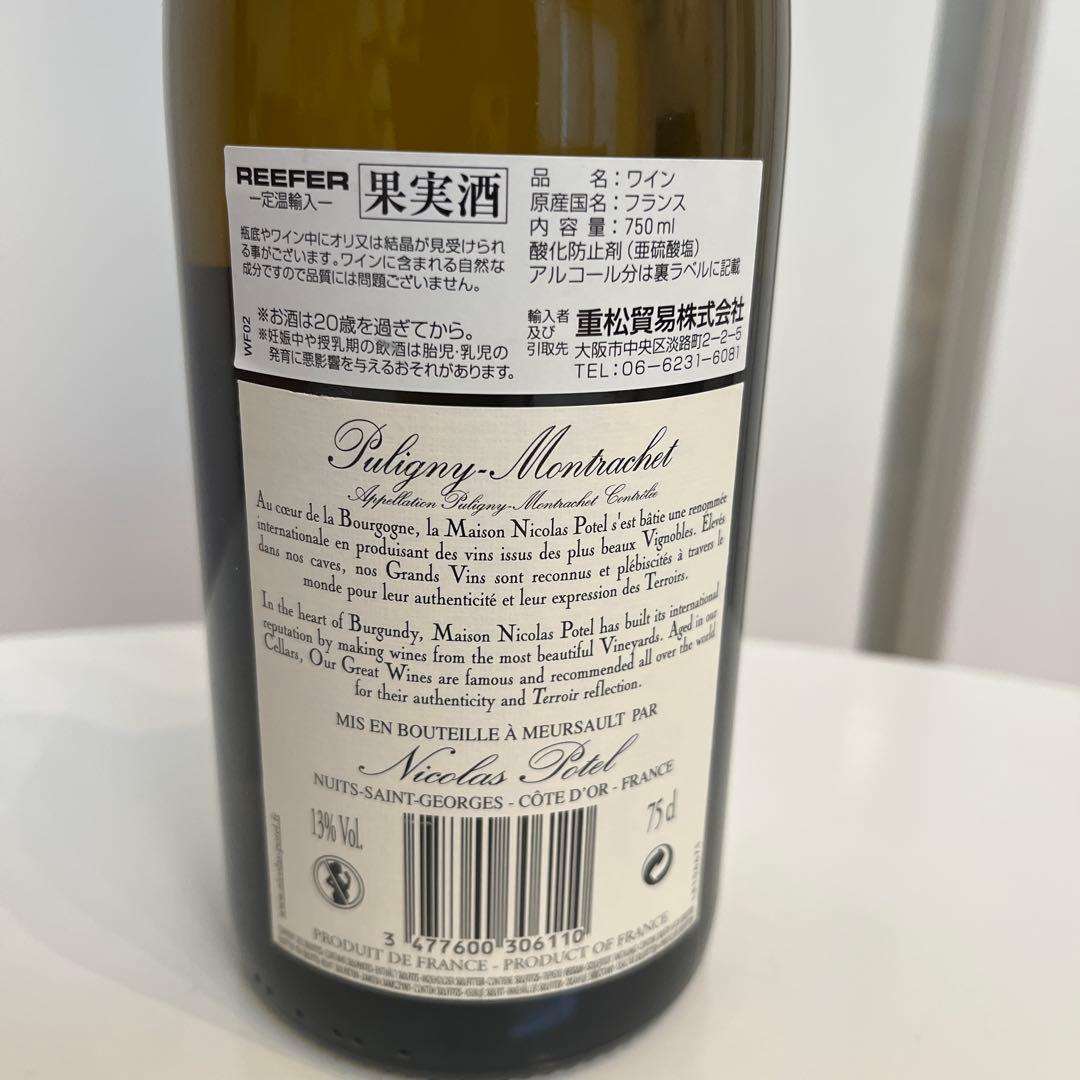 REEFER
ー定温輸入ー
果実酒
瓶底やワイン中にオリ又は結晶が見受けられ
る事がございます。ワインに含まれる自然な
成分ですので品質には問題ございません。
※お酒は20歳を過ぎてから。
※妊娠中や授乳期の飲酒は胎児・乳児の
発育に悪影響を与えるおそれがあります。
WF02
品 名：ワイン
原産国名：フランス
内 容 量：750ml
酸化防止剤（亜硫酸塩）
アルコール分は裏ラベルに記載
輸入者
及び
引取先
重松貿易株式会社
大阪市中央区淡路町2-2-5
TEL：06-6231-6081
Puligny-Montrachet
Appellation Puligny-Montrachet Contrôlée
Au cœur de la Bourgogne, la Maison Nicolas Potel s'est bâtie une renommée
internationale en produisant des vins issus des plus beaux Vignobles. Élevés
dans nos caves, nos Grands Vins sont reconnus et plébiscités à travers le
monde pour leur authenticité et leur expression des Terroirs.
In the heart of Burgundy, Maison Nicolas Potel has built its international
reputation by making wines from the most beautiful Vineyards. Aged in our
Cellars, Our Great Wines are famous and recommended all over the world
for their authenticity and Terroir reflection.
MIS EN BOUTEILLE À MEURSAULT PAR
Nicolas Potel
NUITS-SAINT-GEORGES - CÔTE D'OR - FRANCE
13% Vol.
75 cl
www.nicolas-potel.fr
3 477600 306110
PRODUIT DE FRANCE - PRODUCT OF FRANCE